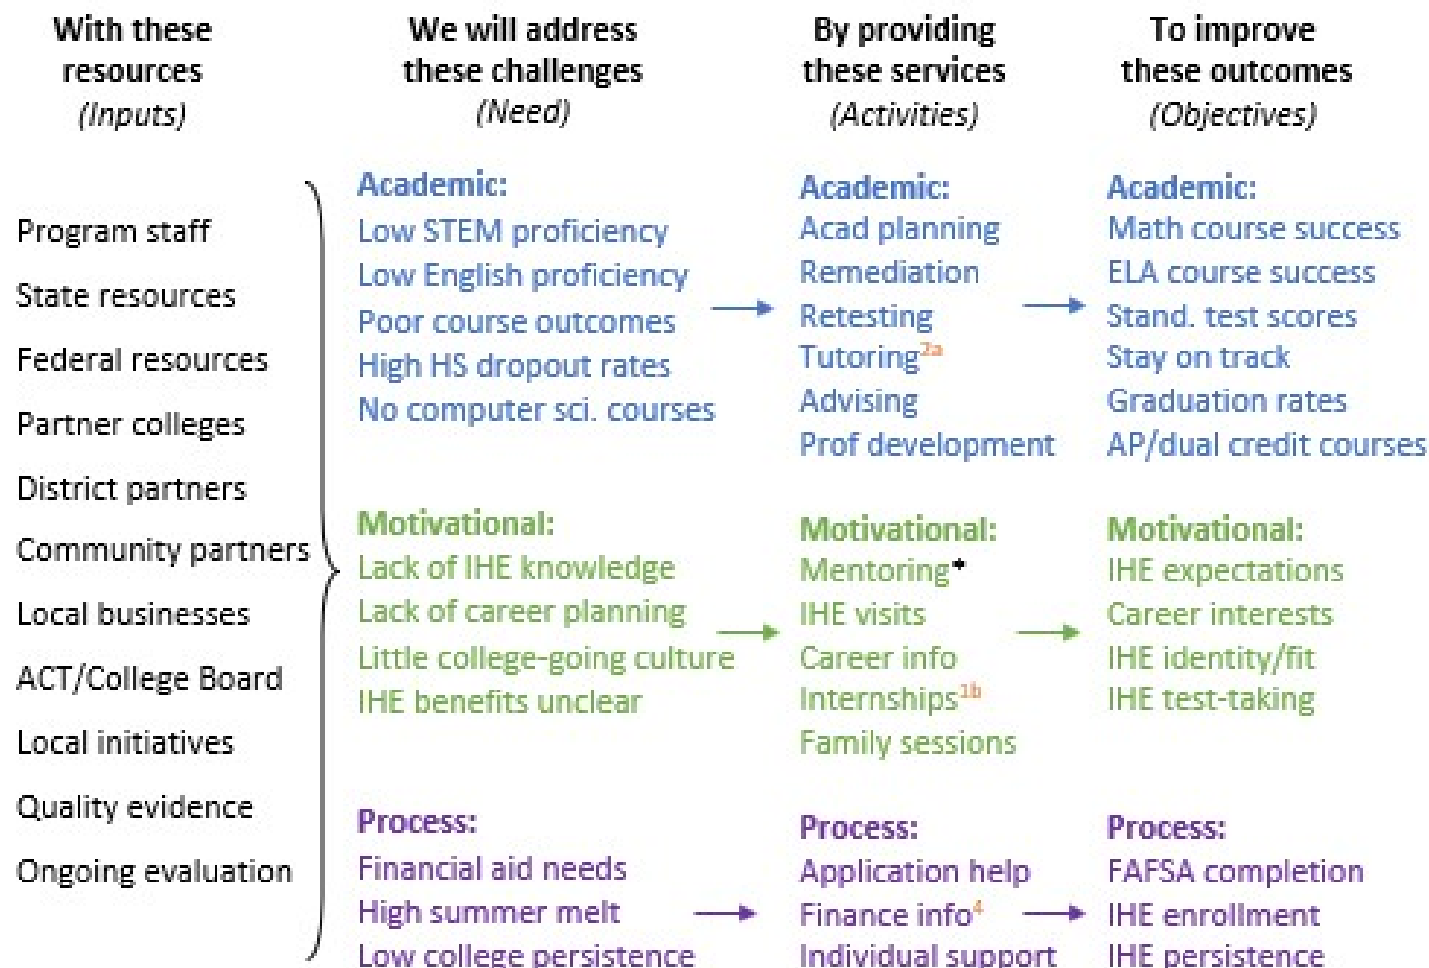 With these
resources
(Inputs)
Program staff
State resources
Federal resources
Partner colleges
District partners
Community partners
Local businesses
ACT/College Board
Local initiatives
Quality evidence
Ongoing evaluation
We will address
these challenges
(Need)
Academic:
Low STEM proficiency
Low English proficiency
Poor course outcomes
High HS dropout rates
No computer sci. courses
Motivational:
Lack of IHE knowledge
Lack of career planning
Little college-going culture
IHE benefits unclear
Process:
Financial aid needs
High summer melt
Low college persistence
By providing
these services
(Activities)
Academic:
Acad planning
Remediation
Retesting
Tutoring2a
Advising
Prof development
Motivational:
Mentoring*
IHE visits
Career info
Internships1b
Family sessions
Process:
Application help
Finance info4
Individual support
To improve
these outcomes
(Objectives)
Academic:
Math course success
ELA course success
Stand. test scores
Stay on track
Graduation rates
AP/dual credit courses
Motivational:
IHE expectations
Career interests
IHE identity/fit
IHE test-taking
Process:
FAFSA completion
IHE enrollment
IHE persistence